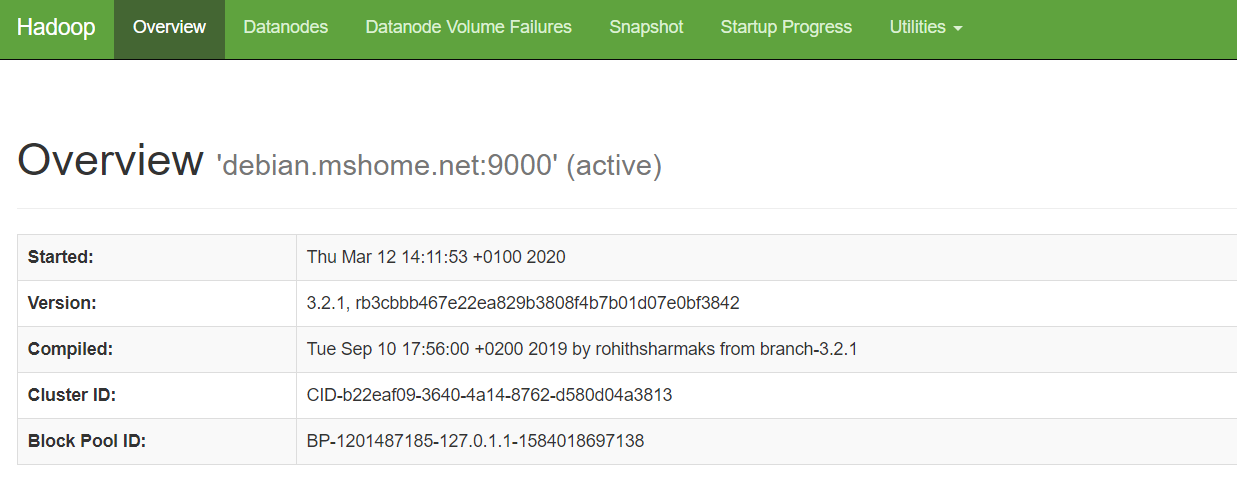 Hadoop Overview Datanodes Datanode Volume Failures Snapshot Startup Progress Utilities
Overview 'debian.mshome.net:9000' (active)
Started: Thu Mar 12 14:11:53 +0100 2020
Version: 3.2.1, rb3cbbb467e22ea829b3808f4b7b01d07e0bf3842
Compiled: Tue Sep 10 17:56:00 +0200 2019 by rohithsharmaks from branch-3.2.1
Cluster ID: CID-b22eaf09-3640-4a14-8762-d580d04a3813
Block Pool ID: BP-1201487185-127.0.1.1-1584018697138